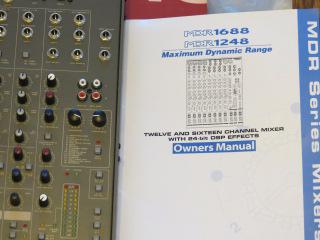 MDR1688
MDR1248
Maximum Dynamic Range
TWELVE AND SIXTEEN CHANNEL MIXER
WITH 24-bit DSP EFFECTS
Owners Manual
MDR Series Mixers